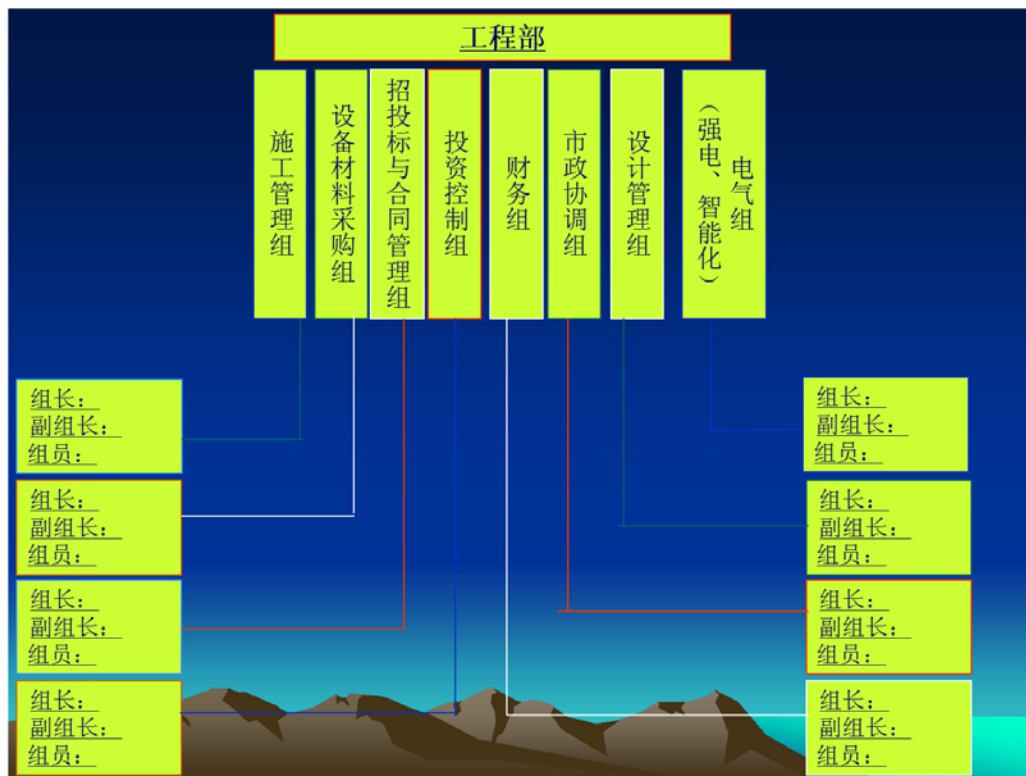 工程部
施工管理组
设备材料采购组
招投标与合同管理组
投资控制组
财务组
市政协调组
设计管理组
电气组
（强电、智能化）
组长：
副组长：
组员：
组长：
副组长：
组员：
组长：
副组长：
组员：
组长：
副组长：
组员：
组长：
副组长：
组员：
组长：
副组长：
组员：
组长：
副组长：
组员：
组长：
副组长：
组员：